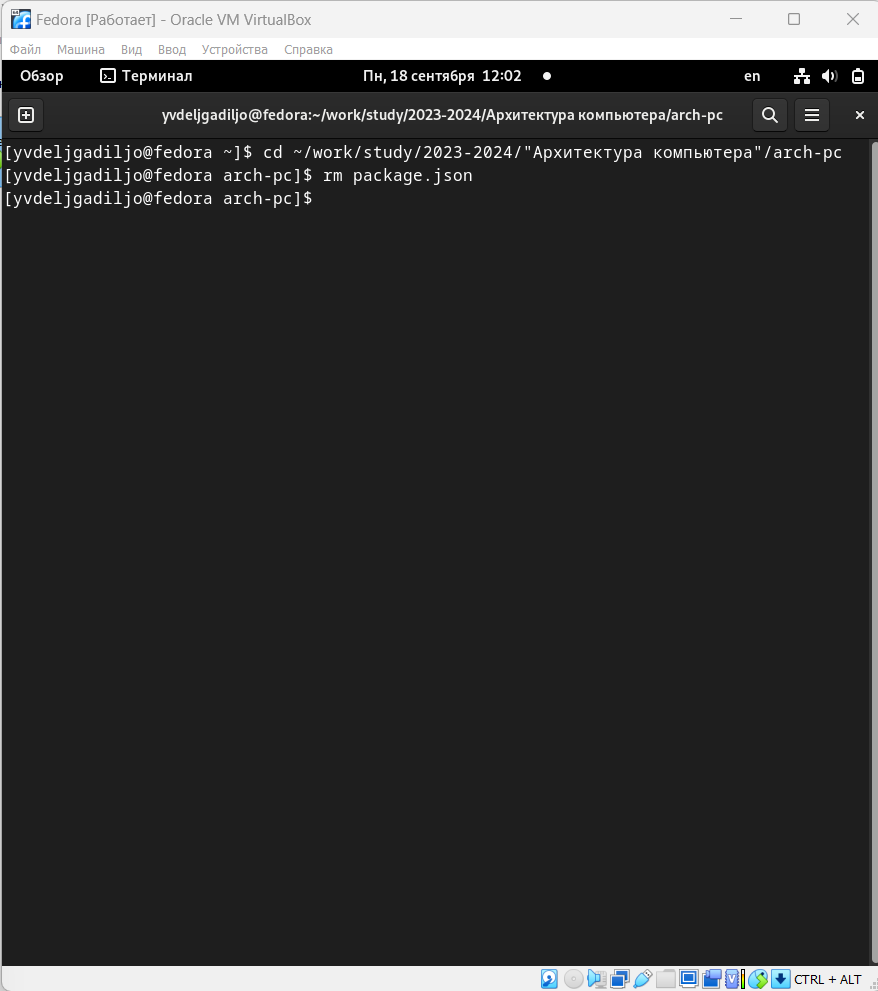 Fedora [Работает] - Oracle VM VirtualBox
Файл Машина Вид Ввод Устройства Справка
Обзор Терминал Пн, 18 сентября 12:02 en
yvdeljgadiljo@fedora:~/work/study/2023-2024/Архитектура компьютера/arch-pc
[yvdeljgadiljo@fedora ~]$ cd ~/work/study/2023-2024/"Архитектура компьютера"/arch-pc
[yvdeljgadiljo@fedora arch-pc]$ rm package.json
[yvdeljgadiljo@fedora arch-pc]$
CTRL + ALT